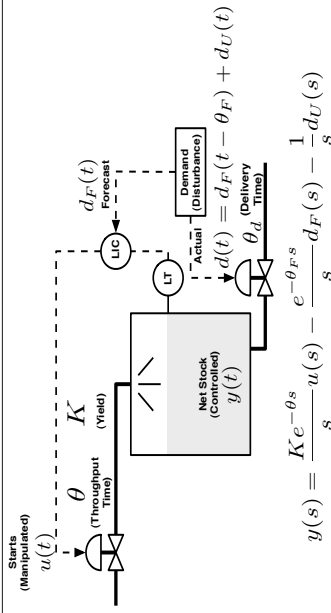 Starts
(Manipulated)
u(t)
θ
(Throughput
Time)
K
(Yield)
LIC
LT
d_F(t)
Forecast
Demand
(Disturbance)
Actual
d(t) = d_F(t − θ_F) + d_U(t)
θ_d
(Delivery
Time)
Net Stock
(Controlled)
y(t)
y(s) = \frac{Ke^{-θs}}{s}u(s) − \frac{e^{-θ_F s}}{s}d_F(s) − \frac{1}{s}d_U(s)